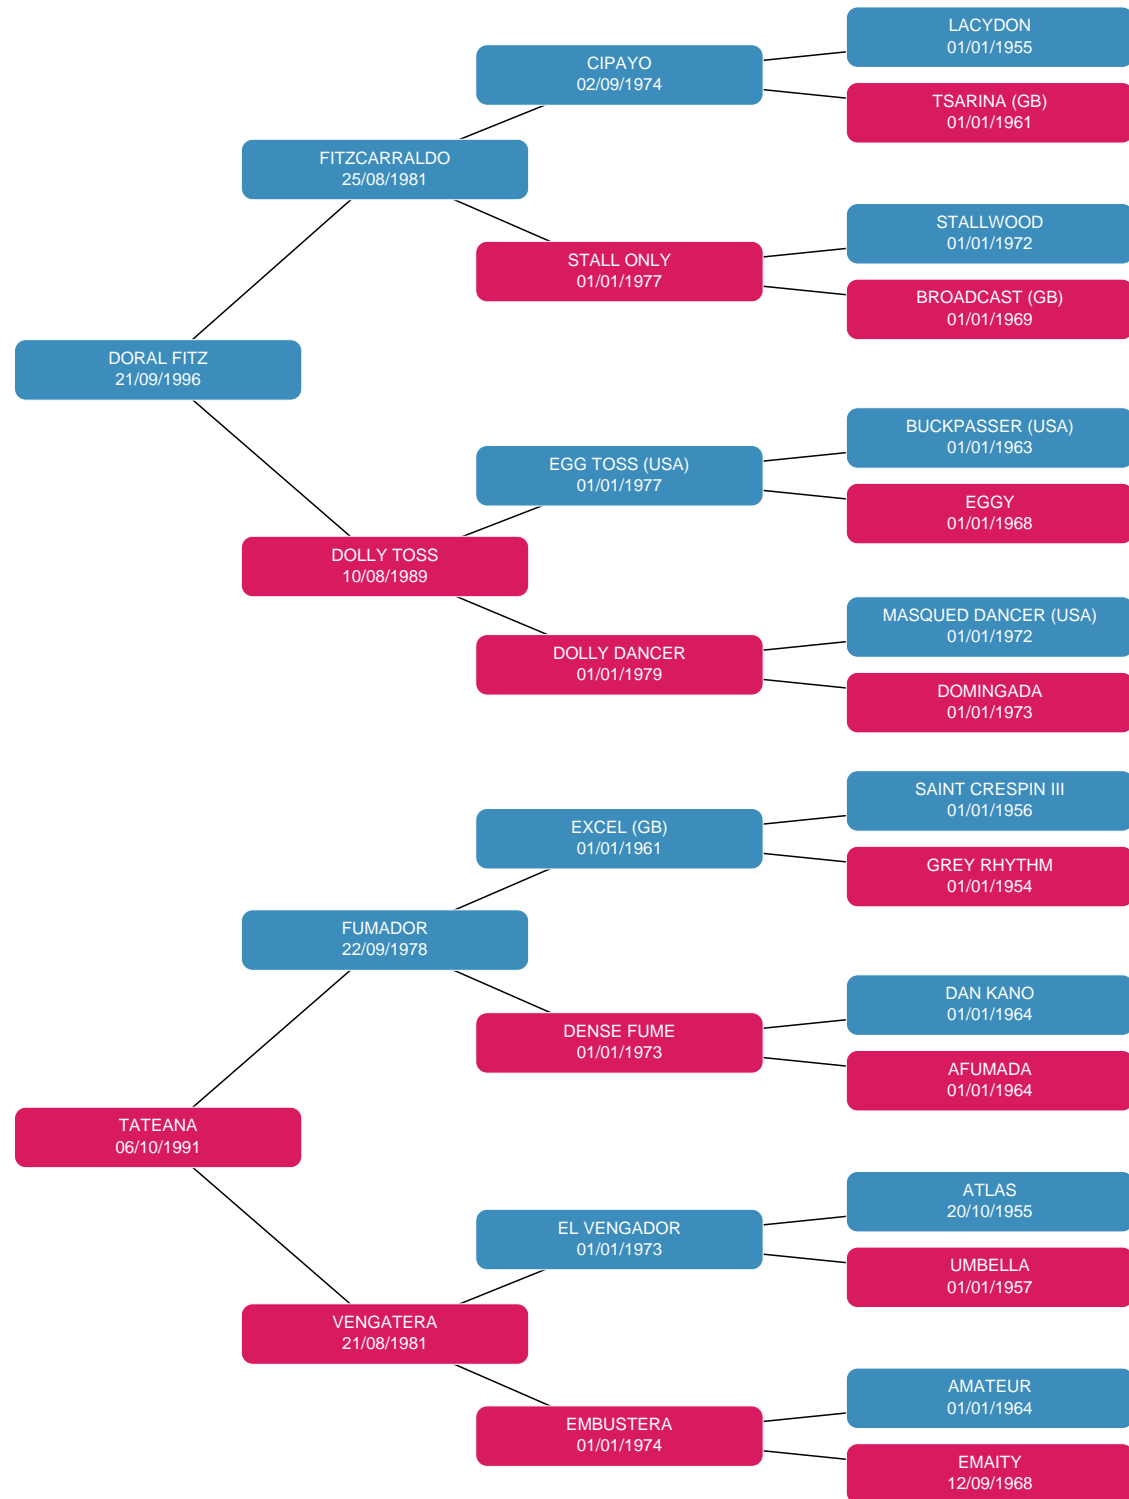 LACYDON
01/01/1955
CIPAYO
02/09/1974
TSARINA (GB)
01/01/1961
FITZCARRALDO
25/08/1981
STALLWOOD
01/01/1972
STALL ONLY
01/01/1977
BROADCAST (GB)
01/01/1969
DORAL FITZ
21/09/1996
BUCKPASSER (USA)
01/01/1963
EGG TOSS (USA)
01/01/1977
EGGY
01/01/1968
DOLLY TOSS
10/08/1989
MASQUED DANCER (USA)
01/01/1972
DOLLY DANCER
01/01/1979
DOMINGADA
01/01/1973
SAINT CRESPIN III
01/01/1956
EXCEL (GB)
01/01/1961
GREY RHYTHM
01/01/1954
FUMADOR
22/09/1978
DAN KANO
01/01/1964
DENSE FUME
01/01/1973
AFUMADA
01/01/1964
TATEANA
06/10/1991
ATLAS
20/10/1955
EL VENGADOR
01/01/1973
UMBELLA
01/01/1957
VENGATERA
21/08/1981
AMATEUR
01/01/1964
EMBUSTERA
01/01/1974
EMAITY
12/09/1968